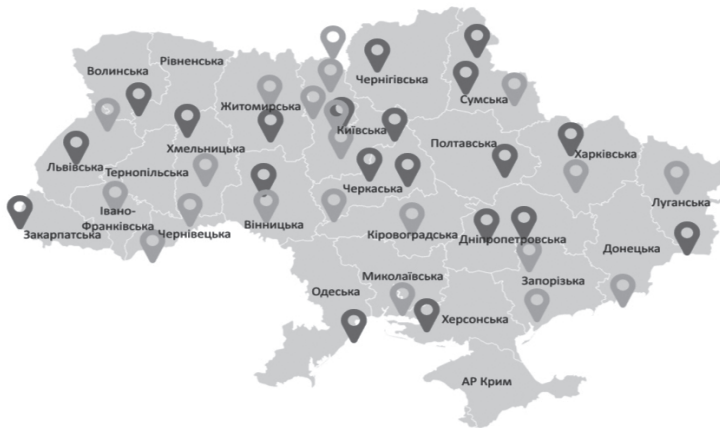 Рівненська
Волинська
Чернігівська
Житомирська
Сумська
Київська
Хмельницька
Полтавська
Харківська
Львівська
Тернопільська
Черкаська
Луганська
Івано-
Франківська
Закарпатська
Чернівецька
Вінницька
Кіровоградська
Дніпропетровська
Донецька
Миколаївська
Запорізька
Одеська
Херсонська
АР Крим